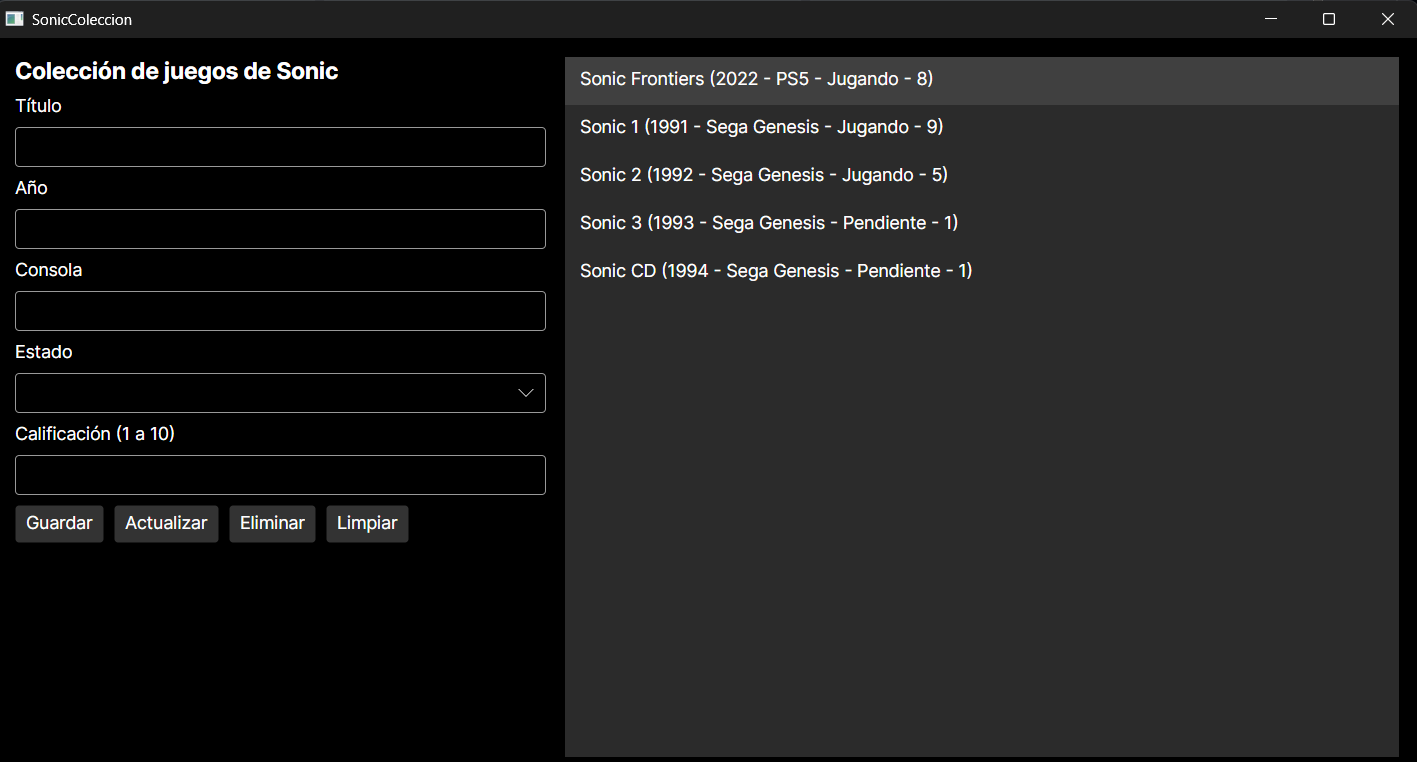 SonicColeccion
Colección de juegos de Sonic
Título
Año
Consola
Estado
Calificación (1 a 10)
Guardar Actualizar Eliminar Limpiar
Sonic Frontiers (2022 - PS5 - Jugando - 8)
Sonic 1 (1991 - Sega Genesis - Jugando - 9)
Sonic 2 (1992 - Sega Genesis - Jugando - 5)
Sonic 3 (1993 - Sega Genesis - Pendiente - 1)
Sonic CD (1994 - Sega Genesis - Pendiente - 1)